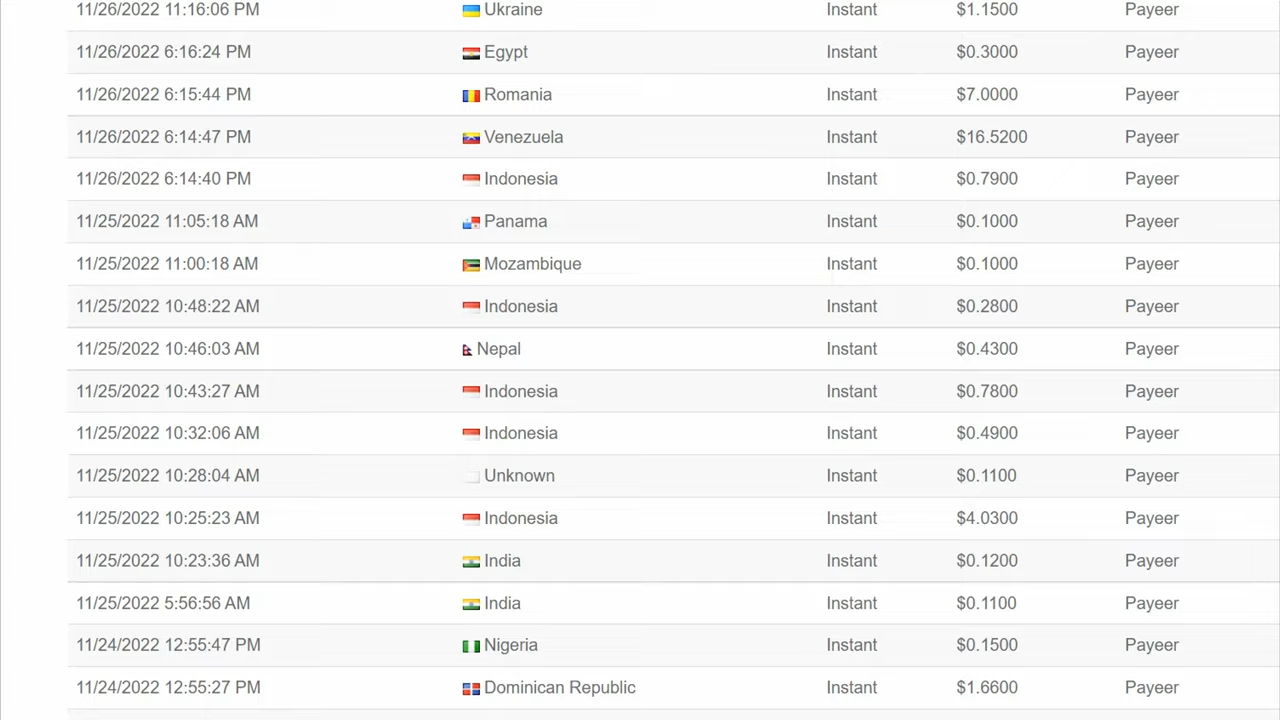 11/26/2022 11:16:06 PM Ukraine Instant $1.1500 Payeer
11/26/2022 6:16:24 PM Egypt Instant $0.3000 Payeer
11/26/2022 6:15:44 PM Romania Instant $7.0000 Payeer
11/26/2022 6:14:47 PM Venezuela Instant $16.5200 Payeer
11/26/2022 6:14:40 PM Indonesia Instant $0.7900 Payeer
11/25/2022 11:05:18 AM Panama Instant $0.1000 Payeer
11/25/2022 11:00:18 AM Mozambique Instant $0.1000 Payeer
11/25/2022 10:48:22 AM Indonesia Instant $0.2800 Payeer
11/25/2022 10:46:03 AM Nepal Instant $0.4300 Payeer
11/25/2022 10:43:27 AM Indonesia Instant $0.7800 Payeer
11/25/2022 10:32:06 AM Indonesia Instant $0.4900 Payeer
11/25/2022 10:28:04 AM Unknown Instant $0.1100 Payeer
11/25/2022 10:25:23 AM Indonesia Instant $4.0300 Payeer
11/25/2022 10:23:36 AM India Instant $0.1200 Payeer
11/25/2022 5:56:56 AM India Instant $0.1100 Payeer
11/24/2022 12:55:47 PM Nigeria Instant $0.1500 Payeer
11/24/2022 12:55:27 PM Dominican Republic Instant $1.6600 Payeer